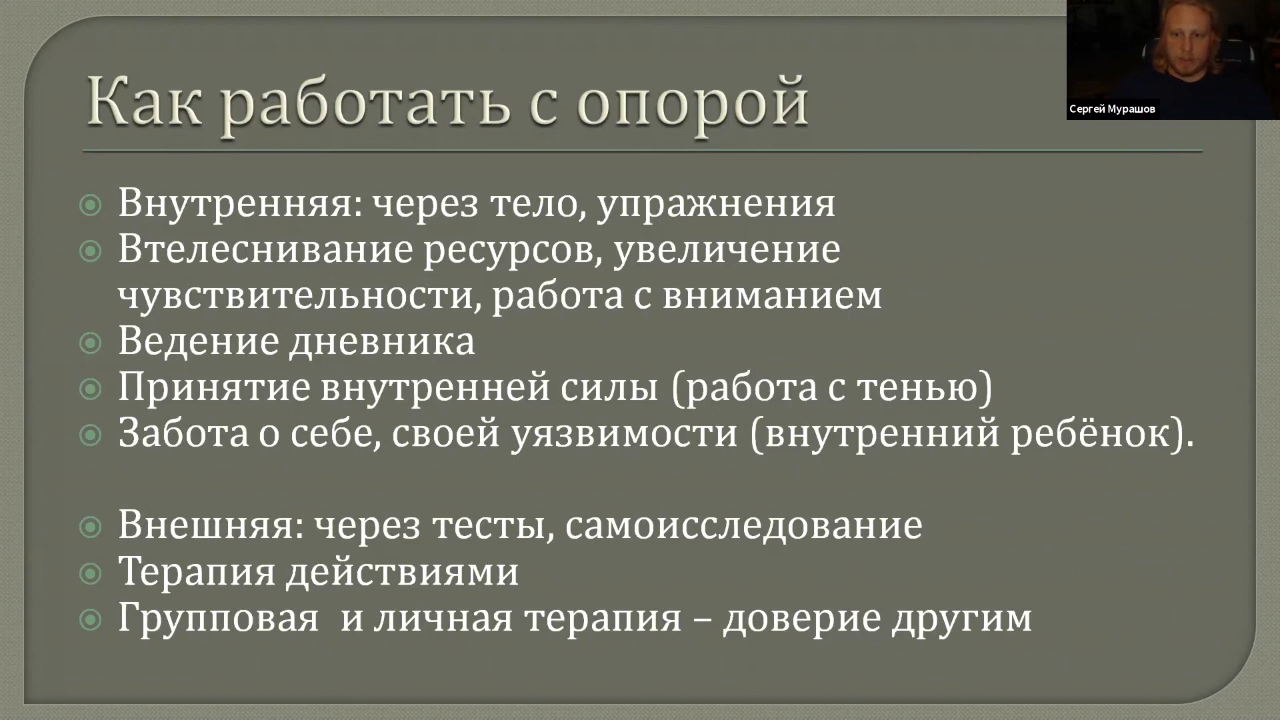 Как работать с опорой
Сергей Мурашов
Внутренняя: через тело, упражнения
Втелеснивание ресурсов, увеличение
чувствительности, работа с вниманием
Ведение дневника
Принятие внутренней силы (работа с тенью)
Забота о себе, своей уязвимости (внутренний ребёнок).
Внешняя: через тесты, самоисследование
Терапия действиями
Групповая  и личная терапия – доверие другим